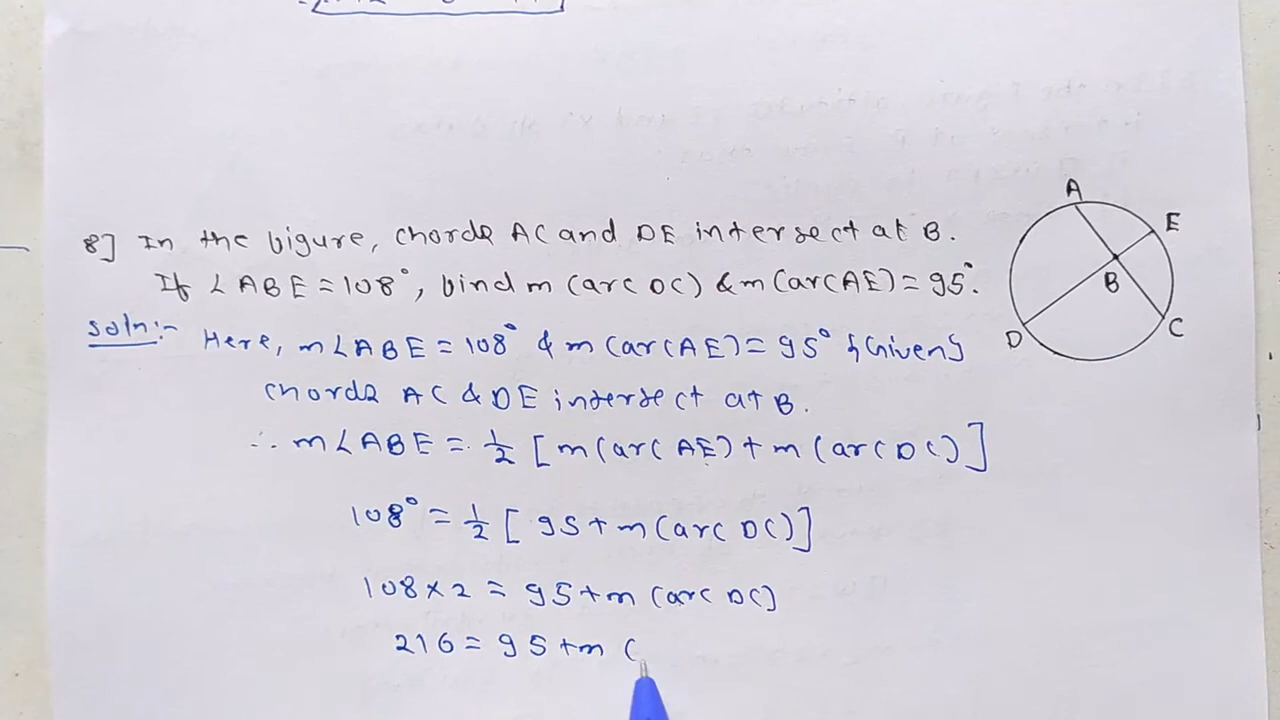 8] In the figure, chords AC and DE intersect at B.
If ∠ABE = 108°, find m(arc DC) & m(arc AE) = 95°.
Soln:- Here, m∠ABE = 108° & m(arc AE) = 95° {Given}
chords AC & DE intersect at B.
∴ m∠ABE = 1/2 [m(arc AE) + m(arc DC)]
108° = 1/2 [95 + m(arc DC)]
108 × 2 = 95 + m(arc DC)
216 = 95 + m (
A
E
B
D
C